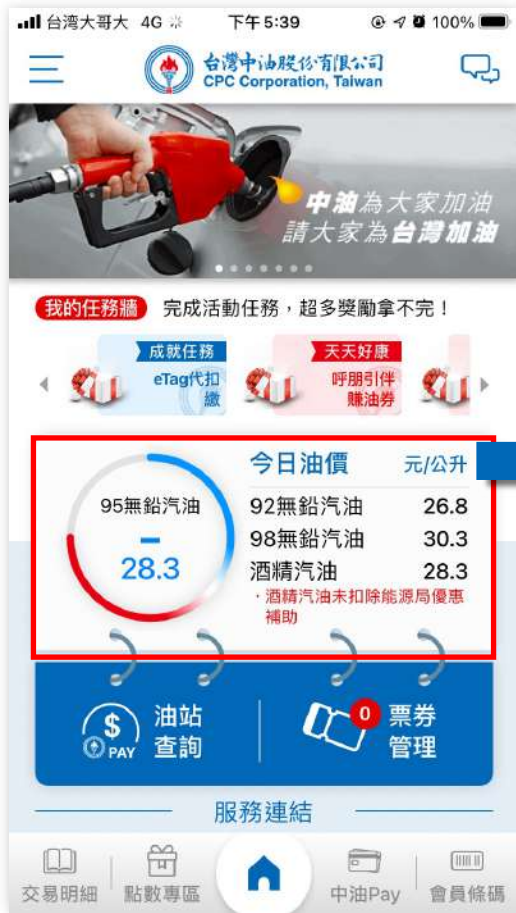 台湾大哥大 4G 下午5:39 100%
台灣中油股份有限公司
CPC Corporation, Taiwan
中油為大家加油
請大家為台灣加油
我的任務牆 完成活動任務，超多獎勵拿不完！
成就任務
eTag代扣
繳
天天好康
呼朋引伴
賺油券
今日油價 元/公升
95無鉛汽油
28.3
92無鉛汽油 26.8
98無鉛汽油 30.3
酒精汽油 28.3
·酒精汽油未扣除能源局優惠
補助
$
PAY
油站
查詢
0
票券
管理
服務連結
交易明細
點數專區
中油Pay
會員條碼